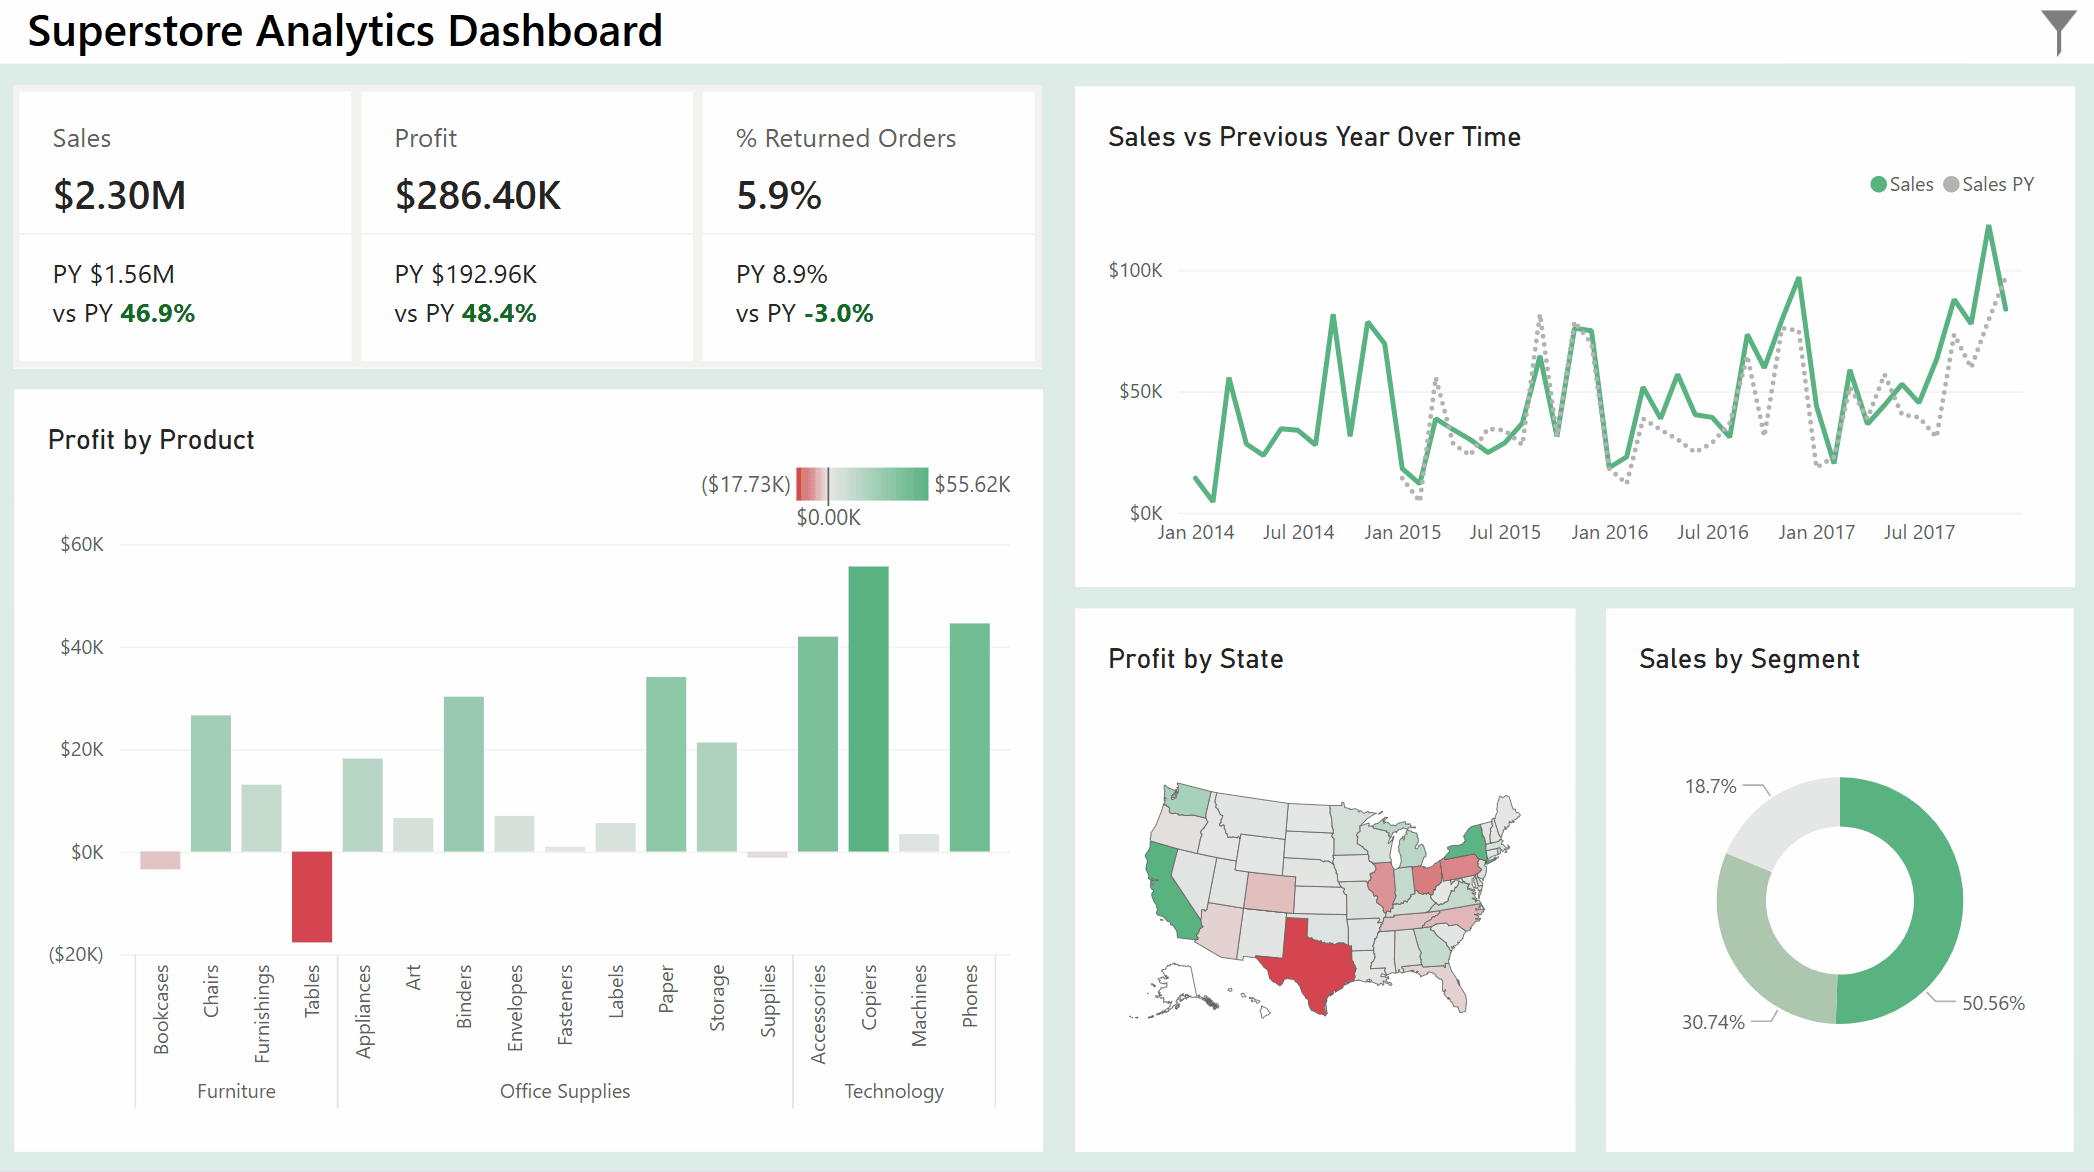 Superstore Analytics Dashboard
Sales
$2.30M
PY $1.56M
vs PY 46.9%
Profit
$286.40K
PY $192.96K
vs PY 48.4%
% Returned Orders
5.9%
PY 8.9%
vs PY -3.0%
Sales vs Previous Year Over Time
Sales Sales PY
$100K
$50K
$0K
Jan 2014 Jul 2014 Jan 2015 Jul 2015 Jan 2016 Jul 2016 Jan 2017 Jul 2017
Profit by Product
($17.73K) $55.62K
$0.00K
$60K
$40K
$20K
$0K
($20K)
Bookcases
Chairs
Furnishings
Tables
Appliances
Art
Binders
Envelopes
Fasteners
Labels
Paper
Storage
Supplies
Accessories
Copiers
Machines
Phones
Furniture Office Supplies Technology
Profit by State
Sales by Segment
18.7%
50.56%
30.74%